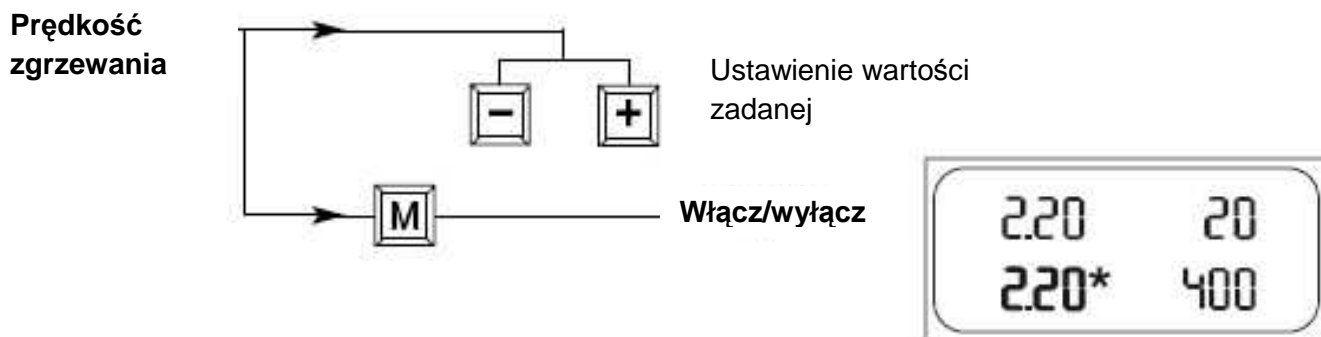 Prędkość
zgrzewania
- +
Ustawienie wartości
zadanej
M
Włącz/wyłącz
2.20 20
2.20* 400